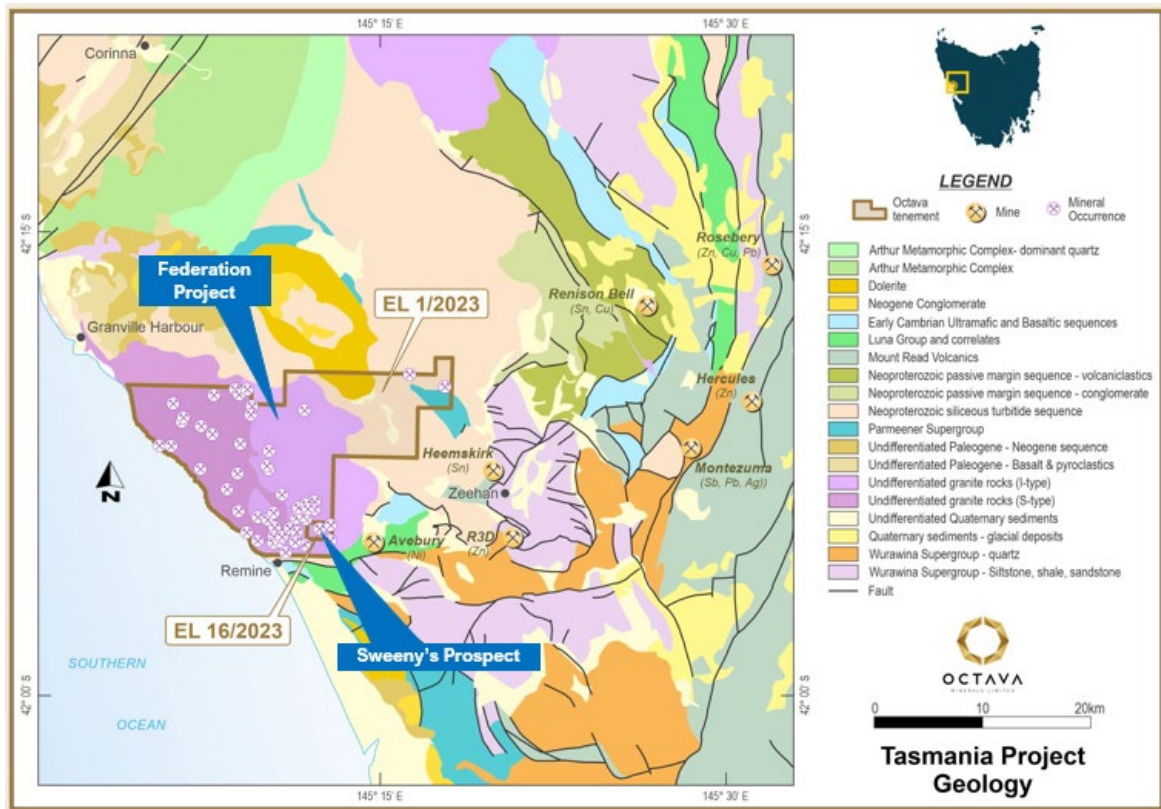 145° 15' E
145° 30' E
Corinna
42° 15' S
42° 15' S
Federation
Project
EL 1/2023
Granville Harbour
Rosebery
(Zn, Cu, Pb)
Renison Bell
(Sn, Cu)
Hercules
(Zn)
N
Heemskirk
(Sn)
Zeehan
Montezuma
(Sb, Pb, Ag))
Avebury
(Ni)
R3D
(Zn)
Remine
EL 16/2023
Sweeny's Prospect
SOUTHERN
OCEAN
42° 00' S
42° 00' S
145° 15' E
145° 30' E
LEGEND
Octava
tenement
Mine
Mineral
Occurrence
Arthur Metamorphic Complex- dominant quartz
Arthur Metamorphic Complex
Dolerite
Neogene Conglomerate
Early Cambrian Ultramafic and Basaltic sequences
Luna Group and correlates
Mount Read Volcanics
Neoproterozoic passive margin sequence - volcaniclastics
Neoproterozoic passive margin sequence - conglomerate
Neoproterozoic siliceous turbitide sequence
Parmeener Supergroup
Undifferentiated Paleogene - Neogene sequence
Undifferentiated Paleogene - Basalt & pyroclastics
Undifferentiated granite rocks (I-type)
Undifferentiated granite rocks (S-type)
Undifferentiated Quaternary sediments
Quaternary sediments - glacial deposits
Wurawina Supergroup - quartz
Wurawina Supergroup - Siltstone, shale, sandstone
Fault
OCTAVA
MINERALS LIMITED
0 10 20km
Tasmania Project
Geology